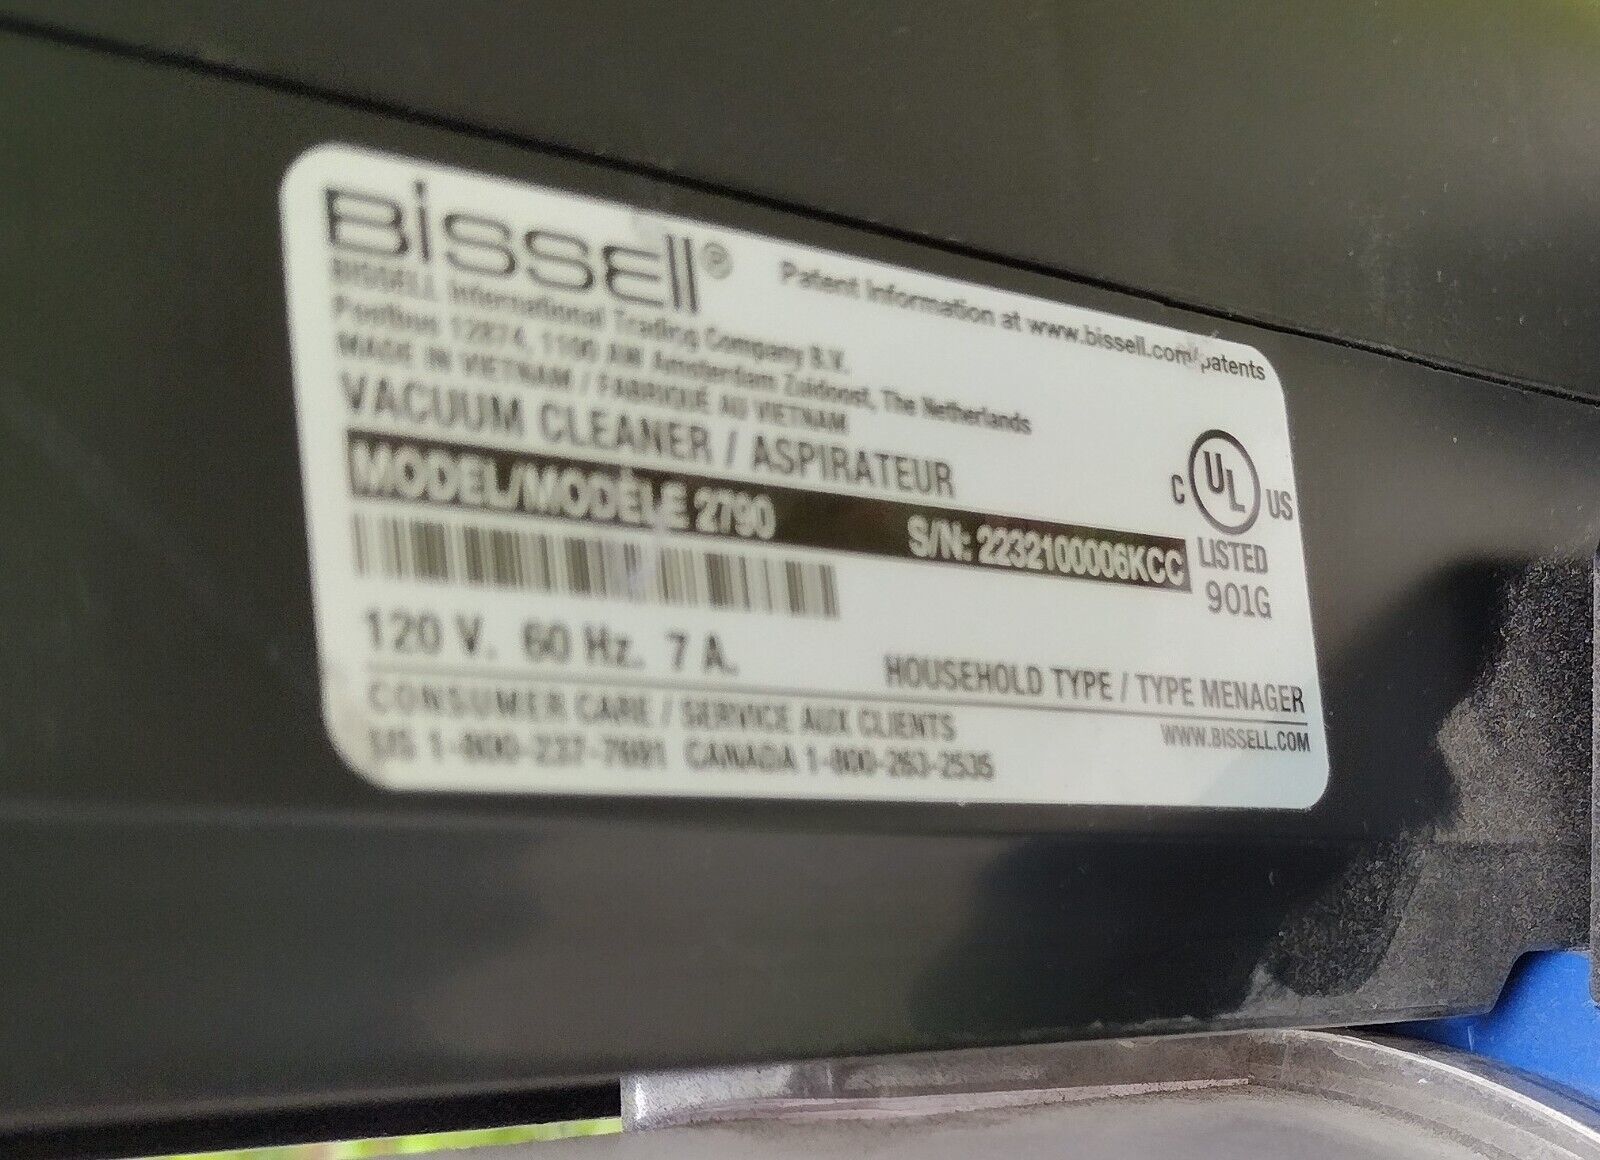 BISSELL®
Patent Information at www.bissell.com/patents
BISSELL International Trading Company B.V.
Postbus 12874, 1100 AW Amsterdam Zuidoost, The Netherlands
MADE IN VIETNAM / FABRIQUÉ AU VIETNAM
VACUUM CLEANER / ASPIRATEUR
MODEL/MODÈLE 2790 S/N: 2232100006KCC
C UL US
LISTED
901G
120 V. 60 Hz. 7 A.
HOUSEHOLD TYPE / TYPE MENAGER
CONSUMER CARE / SERVICE AUX CLIENTS
WWW.BISSELL.COM
US 1-800-237-7691 CANADA 1-800-263-2535